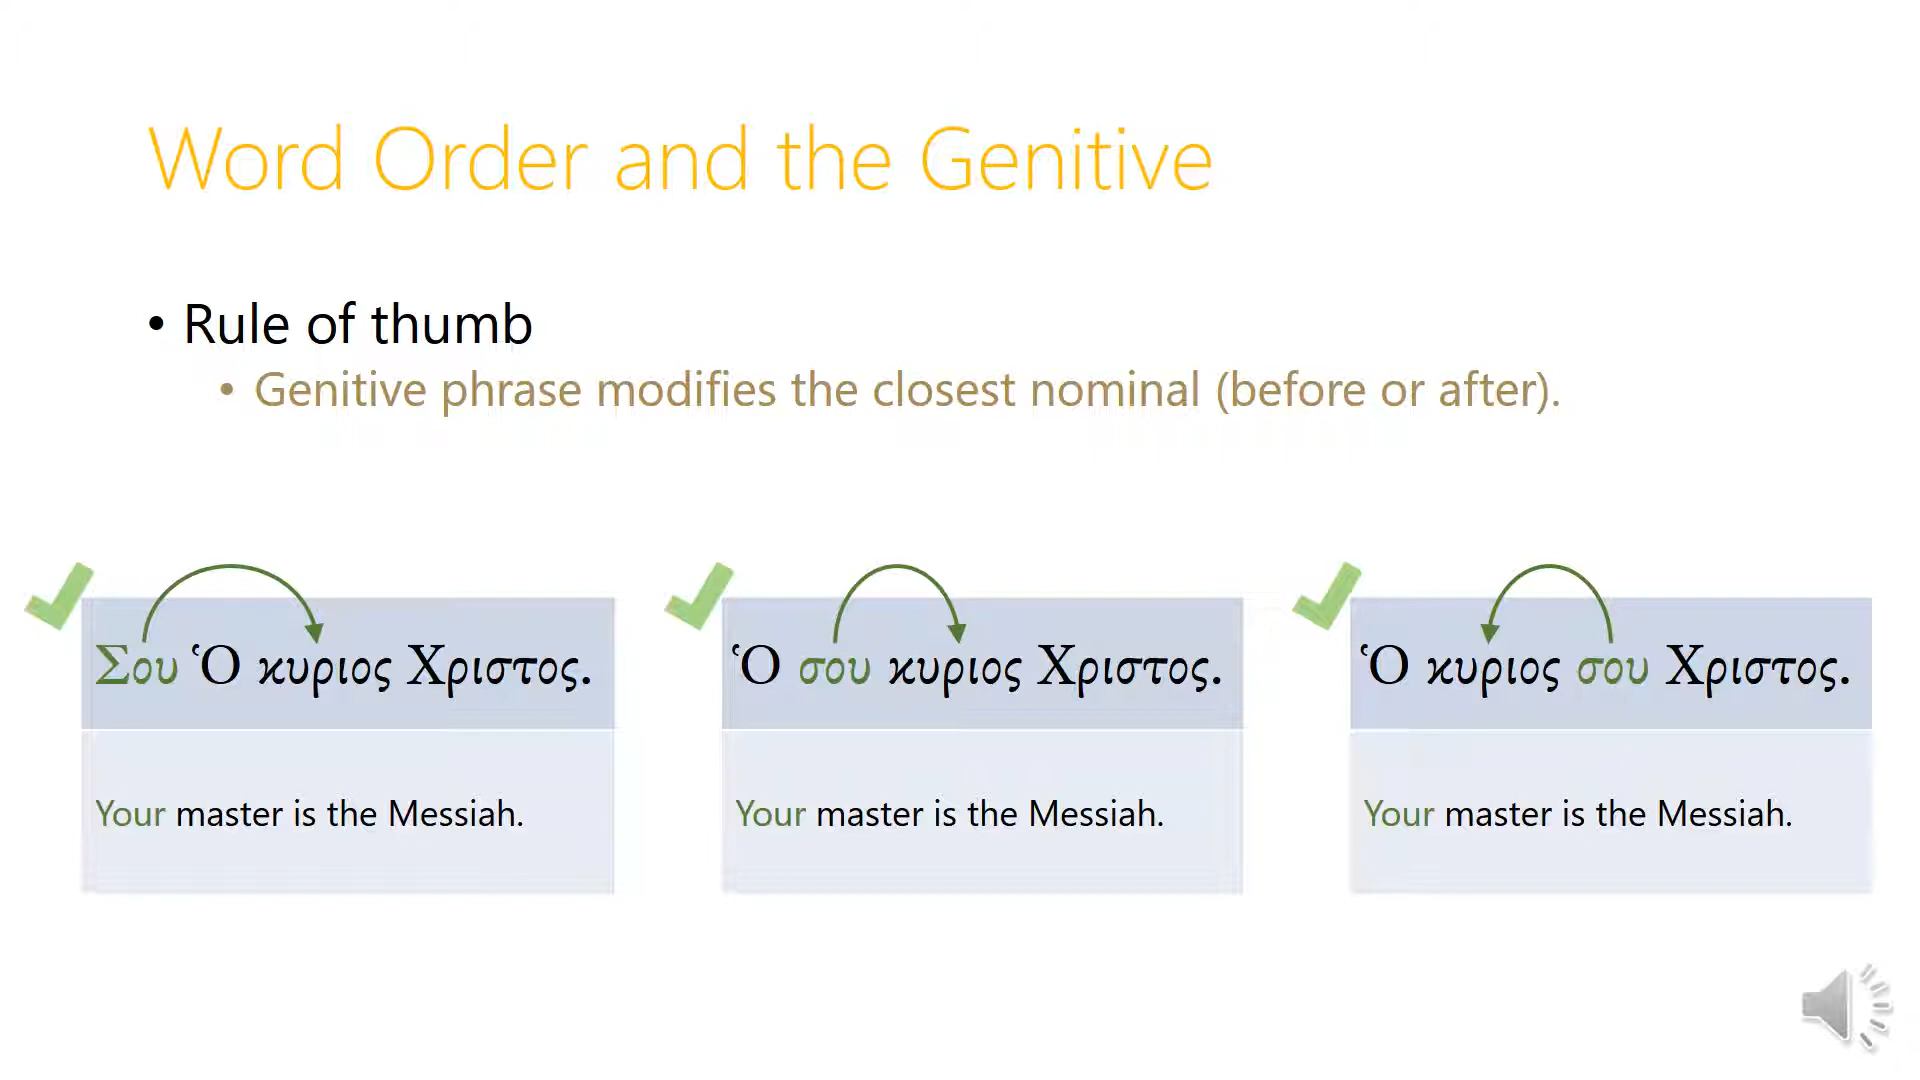 Word Order and the Genitive
• Rule of thumb
• Genitive phrase modifies the closest nominal (before or after).
Σου Ὁ κυριος Χριστος.
Your master is the Messiah.
Ὁ σου κυριος Χριστος.
Your master is the Messiah.
Ὁ κυριος σου Χριστος.
Your master is the Messiah.